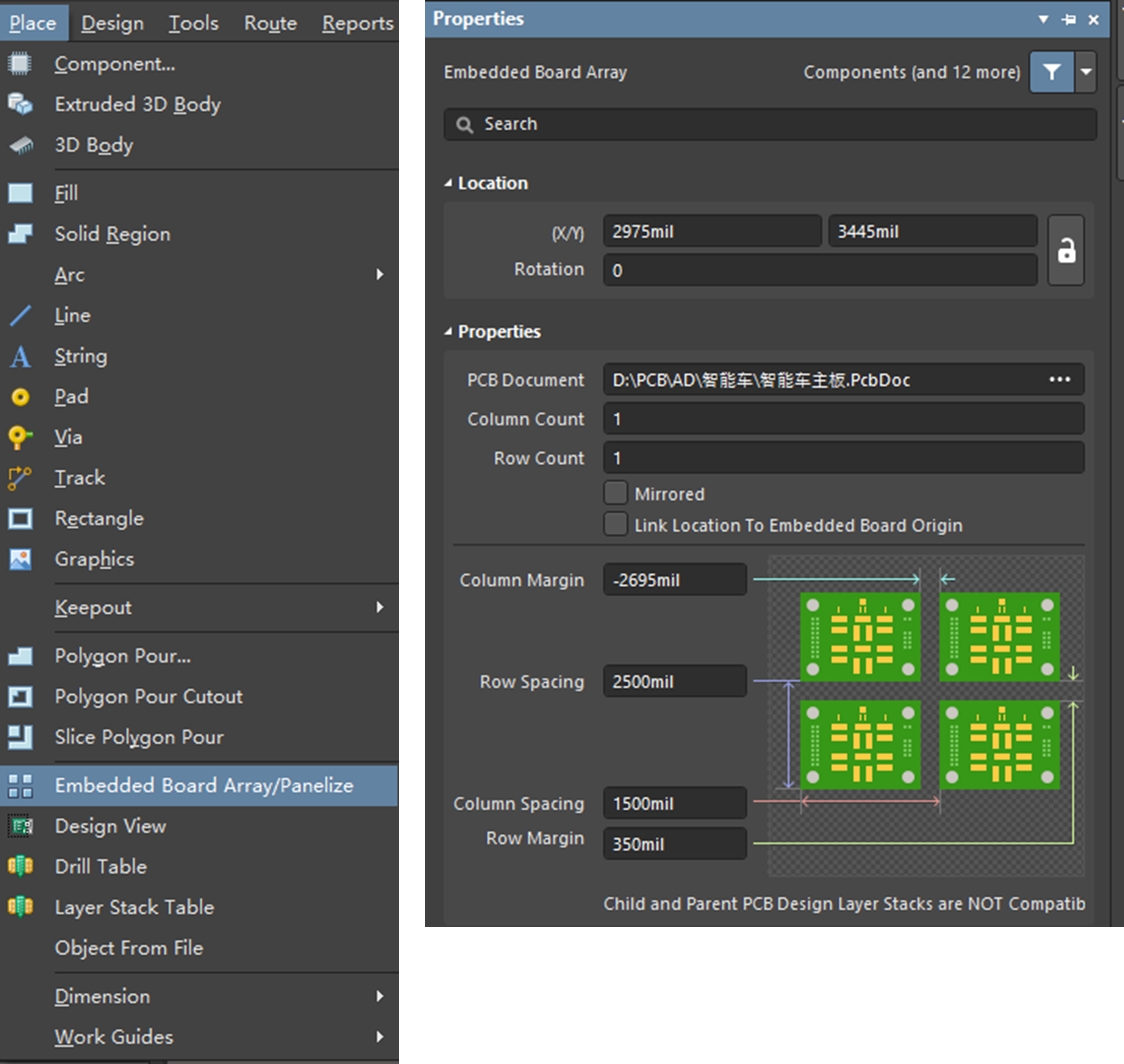 Place Design Tools Route Reports
Component...
Extruded 3D Body
3D Body
Fill
Solid Region
Arc
Line
String
Pad
Via
Track
Rectangle
Graphics
Keepout
Polygon Pour...
Polygon Pour Cutout
Slice Polygon Pour
Embedded Board Array/Panelize
Design View
Drill Table
Layer Stack Table
Object From File
Dimension
Work Guides
Properties
Embedded Board Array Components (and 12 more)
Search
Location
(X/Y) 2975mil 3445mil
Rotation 0
Properties
PCB Document D:\PCB\AD\智能车\智能车主板.PcbDoc ...
Column Count 1
Row Count 1
Mirrored
Link Location To Embedded Board Origin
Column Margin -2695mil
Row Spacing 2500mil
Column Spacing 1500mil
Row Margin 350mil
Child and Parent PCB Design Layer Stacks are NOT Compatib